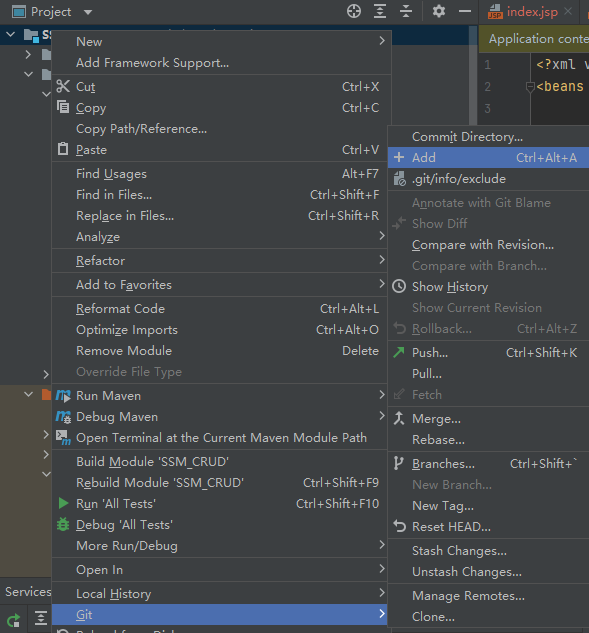 Project
index.jsp
Application conte
SS
1
<?xml v
2
<beans
3
New
Add Framework Support...
Cut Ctrl+X
Copy Ctrl+C
Copy Path/Reference...
Paste Ctrl+V
Find Usages Alt+F7
Find in Files... Ctrl+Shift+F
Replace in Files... Ctrl+Shift+R
Analyze
Refactor
Add to Favorites
Reformat Code Ctrl+Alt+L
Optimize Imports Ctrl+Alt+O
Remove Module Delete
Override File Type
Run Maven
Debug Maven
Open Terminal at the Current Maven Module Path
Build Module 'SSM_CRUD'
Rebuild Module 'SSM_CRUD' Ctrl+Shift+F9
Run 'All Tests' Ctrl+Shift+F10
Debug 'All Tests'
More Run/Debug
Open In
Local History
Git
Commit Directory...
Add Ctrl+Alt+A
.git/info/exclude
Annotate with Git Blame
Show Diff
Compare with Revision...
Compare with Branch...
Show History
Show Current Revision
Rollback... Ctrl+Alt+Z
Push... Ctrl+Shift+K
Pull...
Fetch
Merge...
Rebase...
Branches... Ctrl+Shift+`
New Branch...
New Tag...
Reset HEAD...
Stash Changes...
Unstash Changes...
Manage Remotes...
Clone...
Services